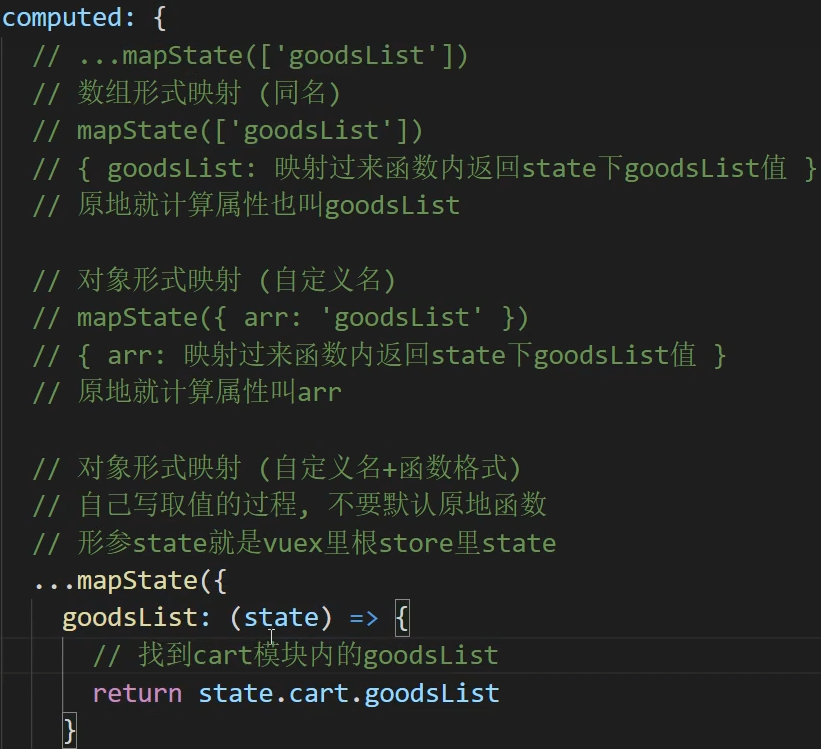 computed: {
// ...mapState(['goodsList'])
// 数组形式映射 (同名)
// mapState(['goodsList'])
// { goodsList: 映射过来函数内返回state下goodsList值 }
// 原地就计算属性也叫goodsList
// 对象形式映射 (自定义名)
// mapState({ arr: 'goodsList' })
// { arr: 映射过来函数内返回state下goodsList值 }
// 原地就计算属性叫arr
// 对象形式映射 (自定义名+函数格式)
// 自己写取值的过程, 不要默认原地函数
// 形参state就是vuex里根store里state
...mapState({
goodsList: (state) => {
// 找到cart模块内的goodsList
return state.cart.goodsList
}